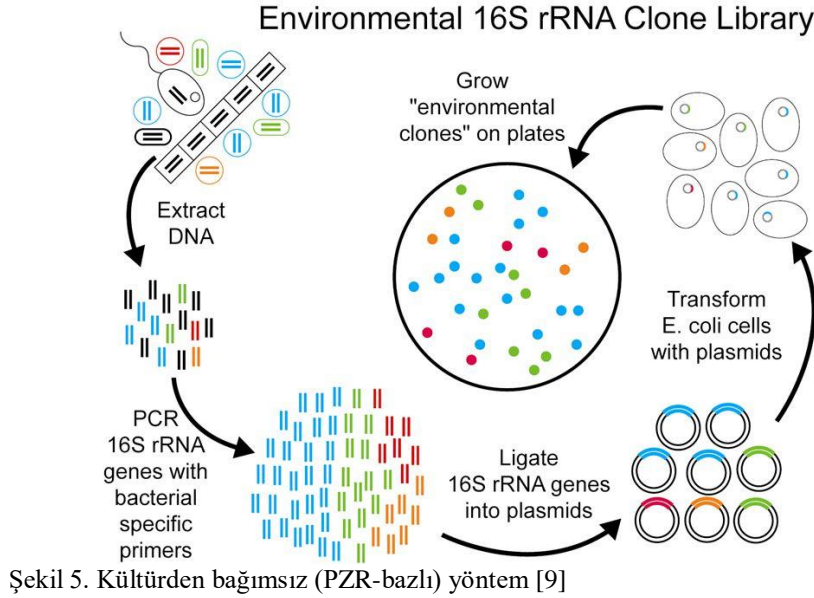 Environmental 16S rRNA Clone Library
Extract
DNA
PCR
16S rRNA
genes with
bacterial
specific
primers
Ligate
16S rRNA genes
into plasmids
Transform
E. coli cells
with plasmids
Grow
"environmental
clones" on plates
Şekil 5. Kültürden bağımsız (PZR-bazlı) yöntem [9]